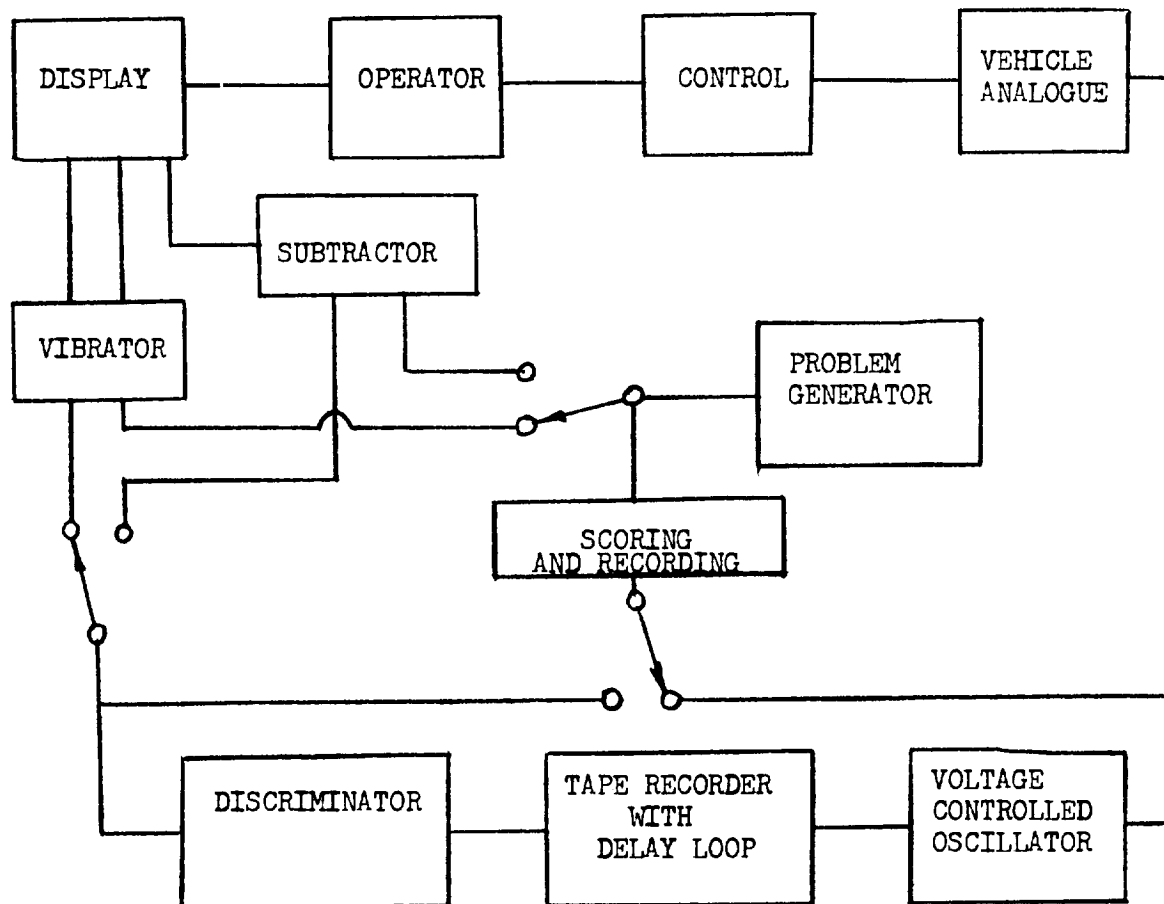 DISPLAY
OPERATOR
CONTROL
VEHICLE
ANALOGUE
SUBTRACTOR
VIBRATOR
PROBLEM
GENERATOR
SCORING
AND RECORDING
DISCRIMINATOR
TAPE RECORDER
WITH
DELAY LOOP
VOLTAGE
CONTROLLED
OSCILLATOR